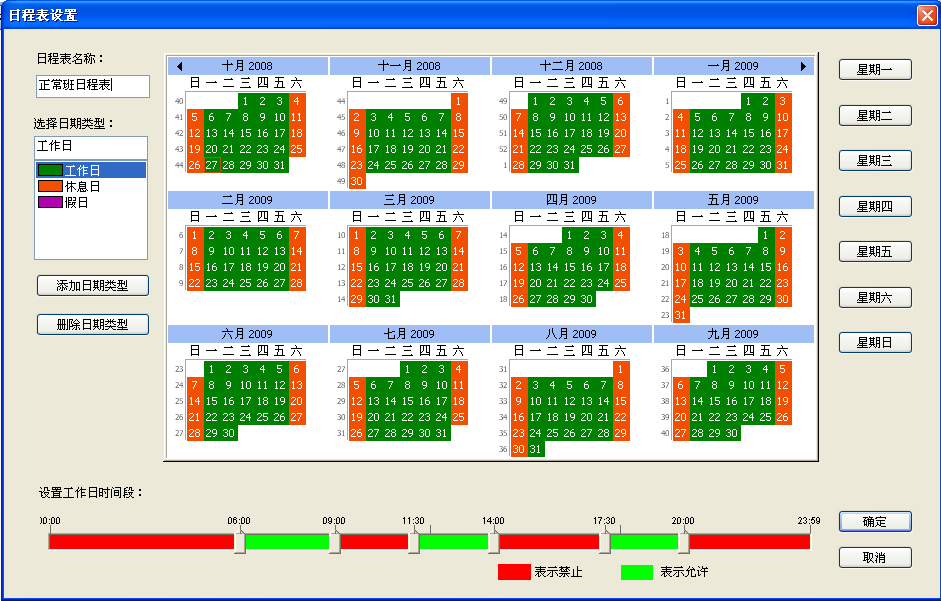 日程表设置
日程表名称：
正常班日程表
选择日期类型：
工作日
工作日
休息日
假日
添加日期类型
删除日期类型
十月 2008
日 一 二 三 四 五 六
40 1 2 3 4
41 5 6 7 8 9 10 11
42 12 13 14 15 16 17 18
43 19 20 21 22 23 24 25
44 26 27 28 29 30 31
十一月 2008
日 一 二 三 四 五 六
44 1
45 2 3 4 5 6 7 8
46 9 10 11 12 13 14 15
47 16 17 18 19 20 21 22
48 23 24 25 26 27 28 29
49 30
十二月 2008
日 一 二 三 四 五 六
49 1 2 3 4 5 6
50 7 8 9 10 11 12 13
51 14 15 16 17 18 19 20
52 21 22 23 24 25 26 27
1 28 29 30 31
一月 2009
日 一 二 三 四 五 六
1 1 2 3
2 4 5 6 7 8 9 10
3 11 12 13 14 15 16 17
4 18 19 20 21 22 23 24
5 25 26 27 28 29 30 31
二月 2009
日 一 二 三 四 五 六
6 1 2 3 4 5 6 7
7 8 9 10 11 12 13 14
8 15 16 17 18 19 20 21
9 22 23 24 25 26 27 28
三月 2009
日 一 二 三 四 五 六
10 1 2 3 4 5 6 7
11 8 9 10 11 12 13 14
12 15 16 17 18 19 20 21
13 22 23 24 25 26 27 28
14 29 30 31
四月 2009
日 一 二 三 四 五 六
14 1 2 3 4
15 5 6 7 8 9 10 11
16 12 13 14 15 16 17 18
17 19 20 21 22 23 24 25
18 26 27 28 29 30
五月 2009
日 一 二 三 四 五 六
18 1 2
19 3 4 5 6 7 8 9
20 10 11 12 13 14 15 16
21 17 18 19 20 21 22 23
22 24 25 26 27 28 29 30
23 31
六月 2009
日 一 二 三 四 五 六
23 1 2 3 4 5 6
24 7 8 9 10 11 12 13
25 14 15 16 17 18 19 20
26 21 22 23 24 25 26 27
27 28 29 30
七月 2009
日 一 二 三 四 五 六
27 1 2 3 4
28 5 6 7 8 9 10 11
29 12 13 14 15 16 17 18
30 19 20 21 22 23 24 25
31 26 27 28 29 30 31
八月 2009
日 一 二 三 四 五 六
31 1
32 2 3 4 5 6 7 8
33 9 10 11 12 13 14 15
34 16 17 18 19 20 21 22
35 23 24 25 26 27 28 29
36 30 31
九月 2009
日 一 二 三 四 五 六
36 1 2 3 4 5
37 6 7 8 9 10 11 12
38 13 14 15 16 17 18 19
39 20 21 22 23 24 25 26
40 27 28 29 30
星期一
星期二
星期三
星期四
星期五
星期六
星期日
设置工作日时间段：
0:00 06:00 09:00 11:30 14:00 17:30 20:00 23:59
表示禁止 表示允许
确定
取消